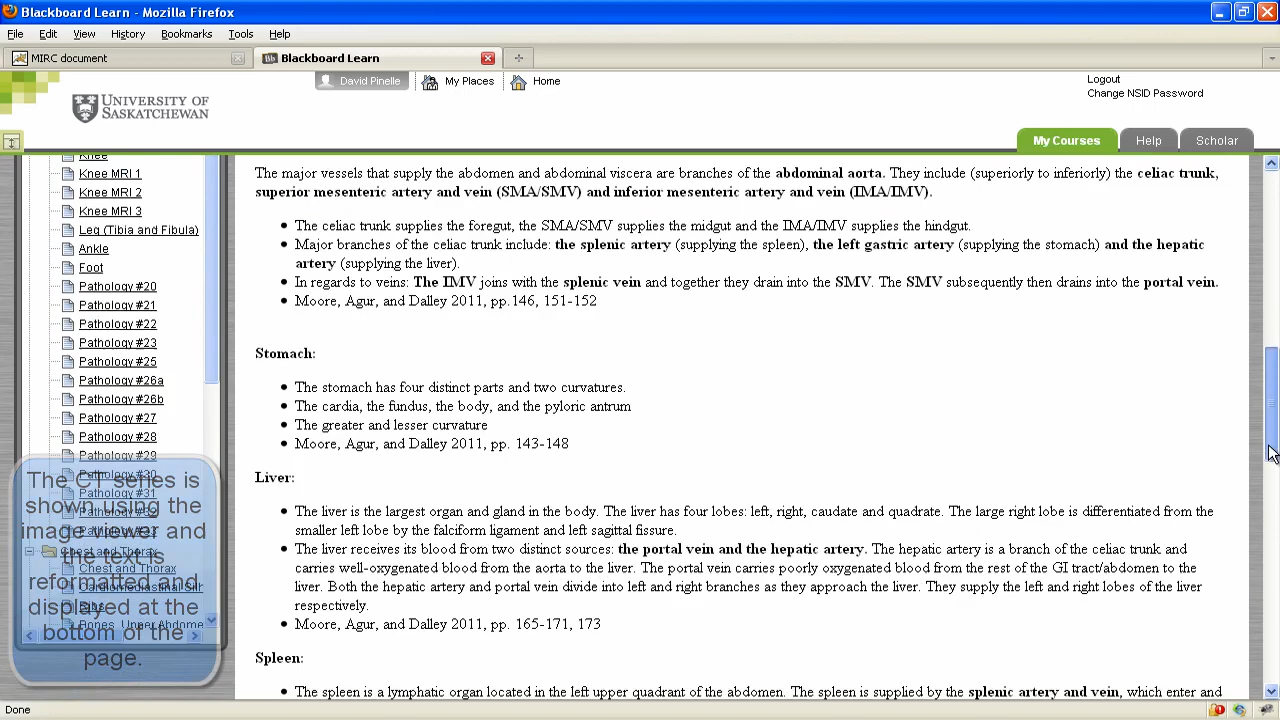 Blackboard Learn - Mozilla Firefox
File Edit View History Bookmarks Tools Help
MIRC document
Bb Blackboard Learn
David Pinelle
My Places
Home
Logout
Change NSID Password
UNIVERSITY OF
SASKATCHEWAN
My Courses
Help
Scholar
Knee
Knee MRI 1
Knee MRI 2
Knee MRI 3
Leg (Tibia and Fibula)
Ankle
Foot
Pathology #20
Pathology #21
Pathology #22
Pathology #23
Pathology #25
Pathology #26a
Pathology #26b
Pathology #27
Pathology #28
Pathology #29
Pathology #30
Pathology #31
Chest and Thorax
Chest and Thorax
Ribs
The CT series is
shown using the
image viewer and
the text is
reformatted and
displayed at the
bottom of the
page.
The major vessels that supply the abdomen and abdominal viscera are branches of the abdominal aorta. They include (superiorly to inferiorly) the celiac trunk,
superior mesenteric artery and vein (SMA/SMV) and inferior mesenteric artery and vein (IMA/IMV).
The celiac trunk supplies the foregut, the SMA/SMV supplies the midgut and the IMA/IMV supplies the hindgut.
Major branches of the celiac trunk include: the splenic artery (supplying the spleen), the left gastric artery (supplying the stomach) and the hepatic
artery (supplying the liver).
In regards to veins: The IMV joins with the splenic vein and together they drain into the SMV. The SMV subsequently then drains into the portal vein.
Moore, Agur, and Dalley 2011, pp.146, 151-152
Stomach:
The stomach has four distinct parts and two curvatures.
The cardia, the fundus, the body, and the pyloric antrum
The greater and lesser curvature
Moore, Agur, and Dalley 2011, pp. 143-148
Liver:
The liver is the largest organ and gland in the body. The liver has four lobes: left, right, caudate and quadrate. The large right lobe is differentiated from the
smaller left lobe by the falciform ligament and left sagittal fissure.
The liver receives its blood from two distinct sources: the portal vein and the hepatic artery. The hepatic artery is a branch of the celiac trunk and
carries well-oxygenated blood from the aorta to the liver. The portal vein carries poorly oxygenated blood from the rest of the GI tract/abdomen to the
liver. Both the hepatic artery and portal vein divide into left and right branches as they approach the liver. They supply the left and right lobes of the liver
respectively.
Moore, Agur, and Dalley 2011, pp. 165-171, 173
Spleen:
The spleen is a lymphatic organ located in the left upper quadrant of the abdomen. The spleen is supplied by the splenic artery and vein, which enter and
Done